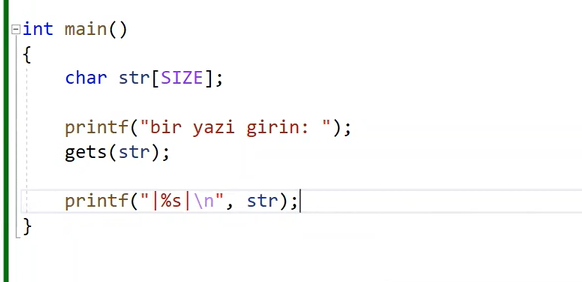 int main()
{
    char str[SIZE];
    printf("bir yazi girin: ");
    gets(str);
    printf("|%s|\n", str);
}